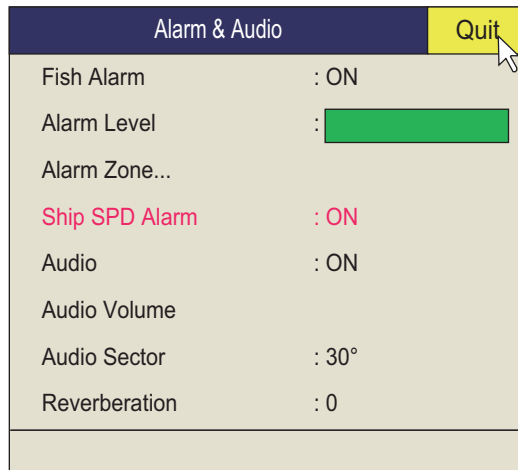 Alarm & Audio Quit
Fish Alarm : ON
Alarm Level :
Alarm Zone...
Ship SPD Alarm : ON
Audio : ON
Audio Volume
Audio Sector : 30°
Reverberation : 0